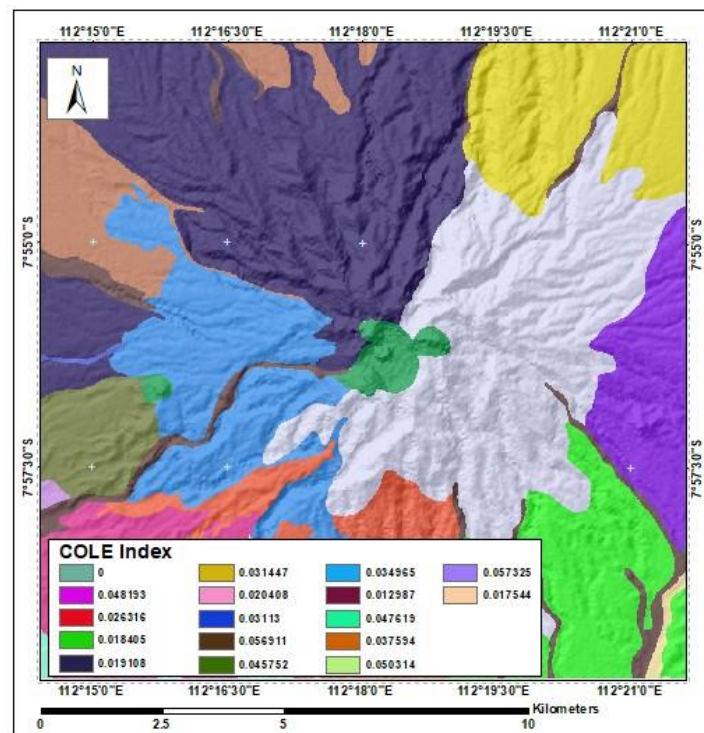 112°15'0"E 112°16'30"E 112°18'0"E 112°19'30"E 112°21'0"E
N
7°55'0"S 7°55'0"S
7°57'30"S 7°57'30"S
COLE Index
0 0.031447 0.034965 0.057325
0.048193 0.020408 0.012987 0.017544
0.026316 0.03113 0.047619
0.018405 0.056911 0.037594
0.019108 0.045752 0.050314
112°15'0"E 112°16'30"E 112°18'0"E 112°19'30"E 112°21'0"E
Kilometers
0 2.5 5 10